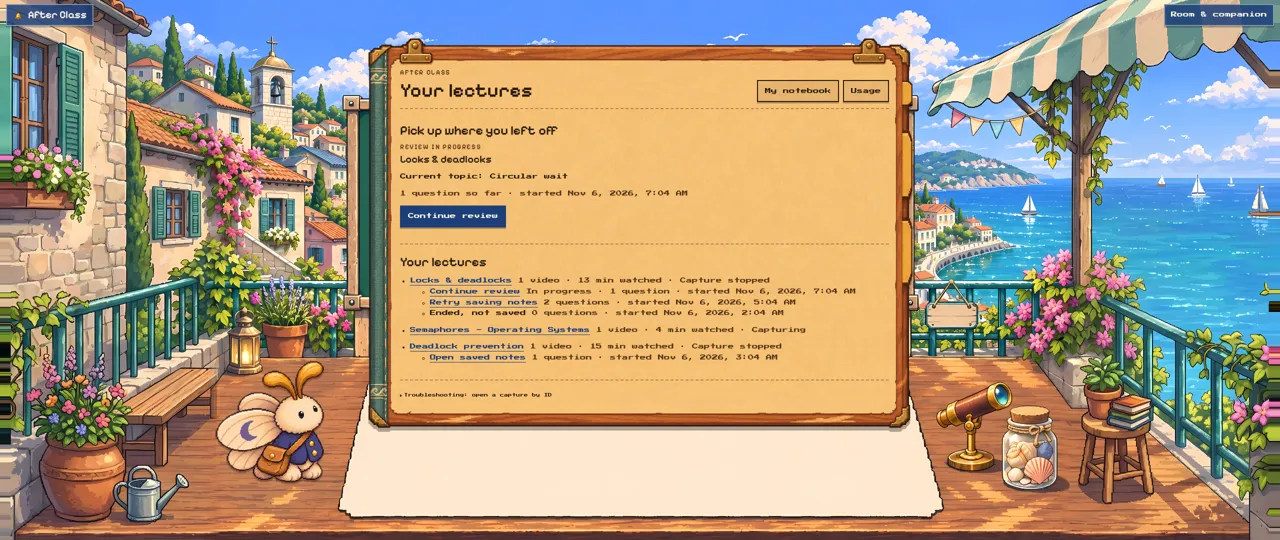 After Class
Room & companion
AFTER CLASS
Your lectures
My notebook
Usage
Pick up where you left off
REVIEW IN PROGRESS
Locks & deadlocks
Current topic: Circular wait
1 question so far · started Nov 6, 2026, 7:04 AM
Continue review
Your lectures
Locks & deadlocks 1 video · 13 min watched · Capture stopped
Continue review In progress · 1 question · started Nov 6, 2026, 7:04 AM
Retry saving notes 2 questions · started Nov 6, 2026, 5:04 AM
Ended, not saved 0 questions · started Nov 6, 2026, 2:04 AM
Semaphores – Operating Systems 1 video · 4 min watched · Capturing
Deadlock prevention 1 video · 15 min watched · Capture stopped
Open saved notes 1 question · started Nov 6, 2026, 3:04 AM
Troubleshooting: open a capture by ID